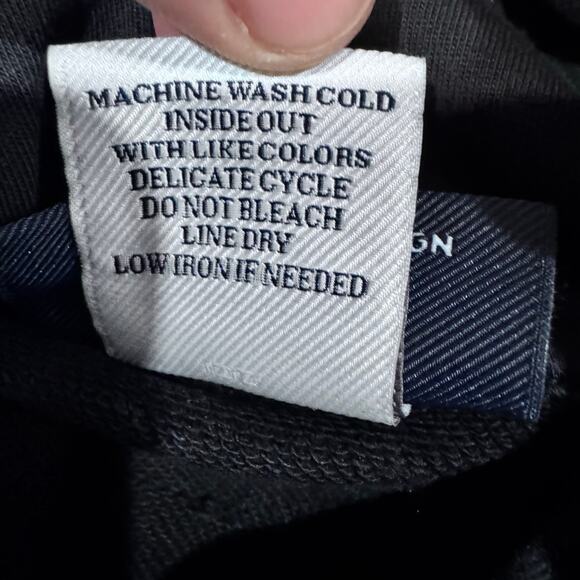 MACHINE WASH COLD
INSIDE OUT
WITH LIKE COLORS
DELICATE CYCLE
DO NOT BLEACH
LINE DRY
LOW IRON IF NEEDED
GN